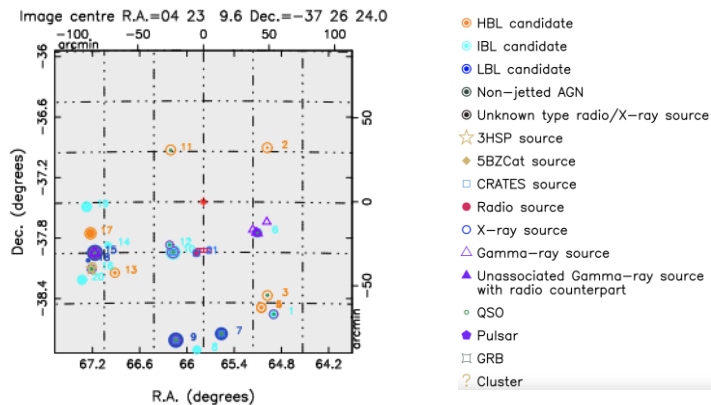 Image centre R.A.=04 23 9.6 Dec.=-37 26 24.0
-100 arcmin -50 0 50 100
-36
-36.6
-37.2
-37.8
-38.4
Dec. (degrees)
50
0
-50
arcmin
11
2
17
6
14
12
15
13
20
3
1
9
7
8
67.2 66.6 66 65.4 64.8 64.2
R.A. (degrees)
HBL candidate
IBL candidate
LBL candidate
Non-jetted AGN
Unknown type radio/X-ray source
3HSP source
5BZCat source
CRATES source
Radio source
X-ray source
Gamma-ray source
Unassociated Gamma-ray source
with radio counterpart
QSO
Pulsar
GRB
Cluster